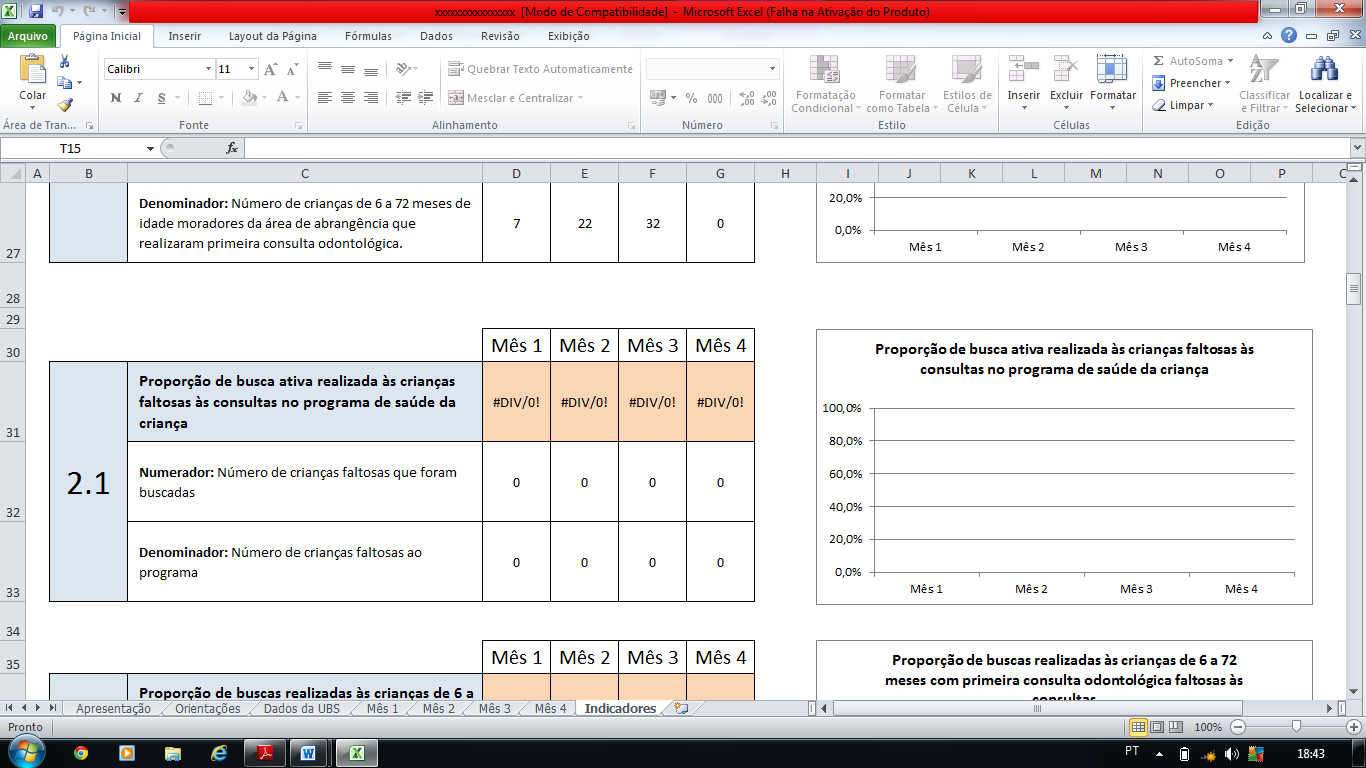 xxxxxxxxxxxxxxx [Modo de Compatibilidade] - Microsoft Excel (Falha na Ativação do Produto)
Arquivo Página Inicial Inserir Layout da Página Fórmulas Dados Revisão Exibição
Colar
Área de Tran...
Calibri 11
N I S
Fonte
Quebrar Texto Automaticamente
Mesclar e Centralizar
Alinhamento
% 000
Número
Formatação Condicional
Formatar como Tabela
Estilos de Célula
Estilo
Inserir Excluir Formatar
Células
AutoSoma
Preencher
Limpar
Classificar e Filtrar
Localizar e Selecionar
Edição
T15 fx
A B C D E F G H I J K L M N O P
27
Denominador: Número de crianças de 6 a 72 meses de
idade moradores da área de abrangência que
realizaram primeira consulta odontológica.
7 22 32 0
20,0%
0,0%
Mês 1 Mês 2 Mês 3 Mês 4
28
29
30
Mês 1 Mês 2 Mês 3 Mês 4
31
2.1
Proporção de busca ativa realizada às crianças
faltosas às consultas no programa de saúde da
criança
#DIV/0! #DIV/0! #DIV/0! #DIV/0!
32
Numerador: Número de crianças faltosas que foram
buscadas
0 0 0 0
33
Denominador: Número de crianças faltosas ao
programa
0 0 0 0
Proporção de busca ativa realizada às crianças faltosas às
consultas no programa de saúde da criança
100,0%
80,0%
60,0%
40,0%
20,0%
0,0%
Mês 1 Mês 2 Mês 3 Mês 4
34
35
Mês 1 Mês 2 Mês 3 Mês 4
Proporção de buscas realizadas às crianças de 6 a
Proporção de buscas realizadas às crianças de 6 a 72
meses com primeira consulta odontológica faltosas às
consultas
Apresentação Orientações Dados da UBS Mês 1 Mês 2 Mês 3 Mês 4 Indicadores
Pronto 100%
PT 18:43